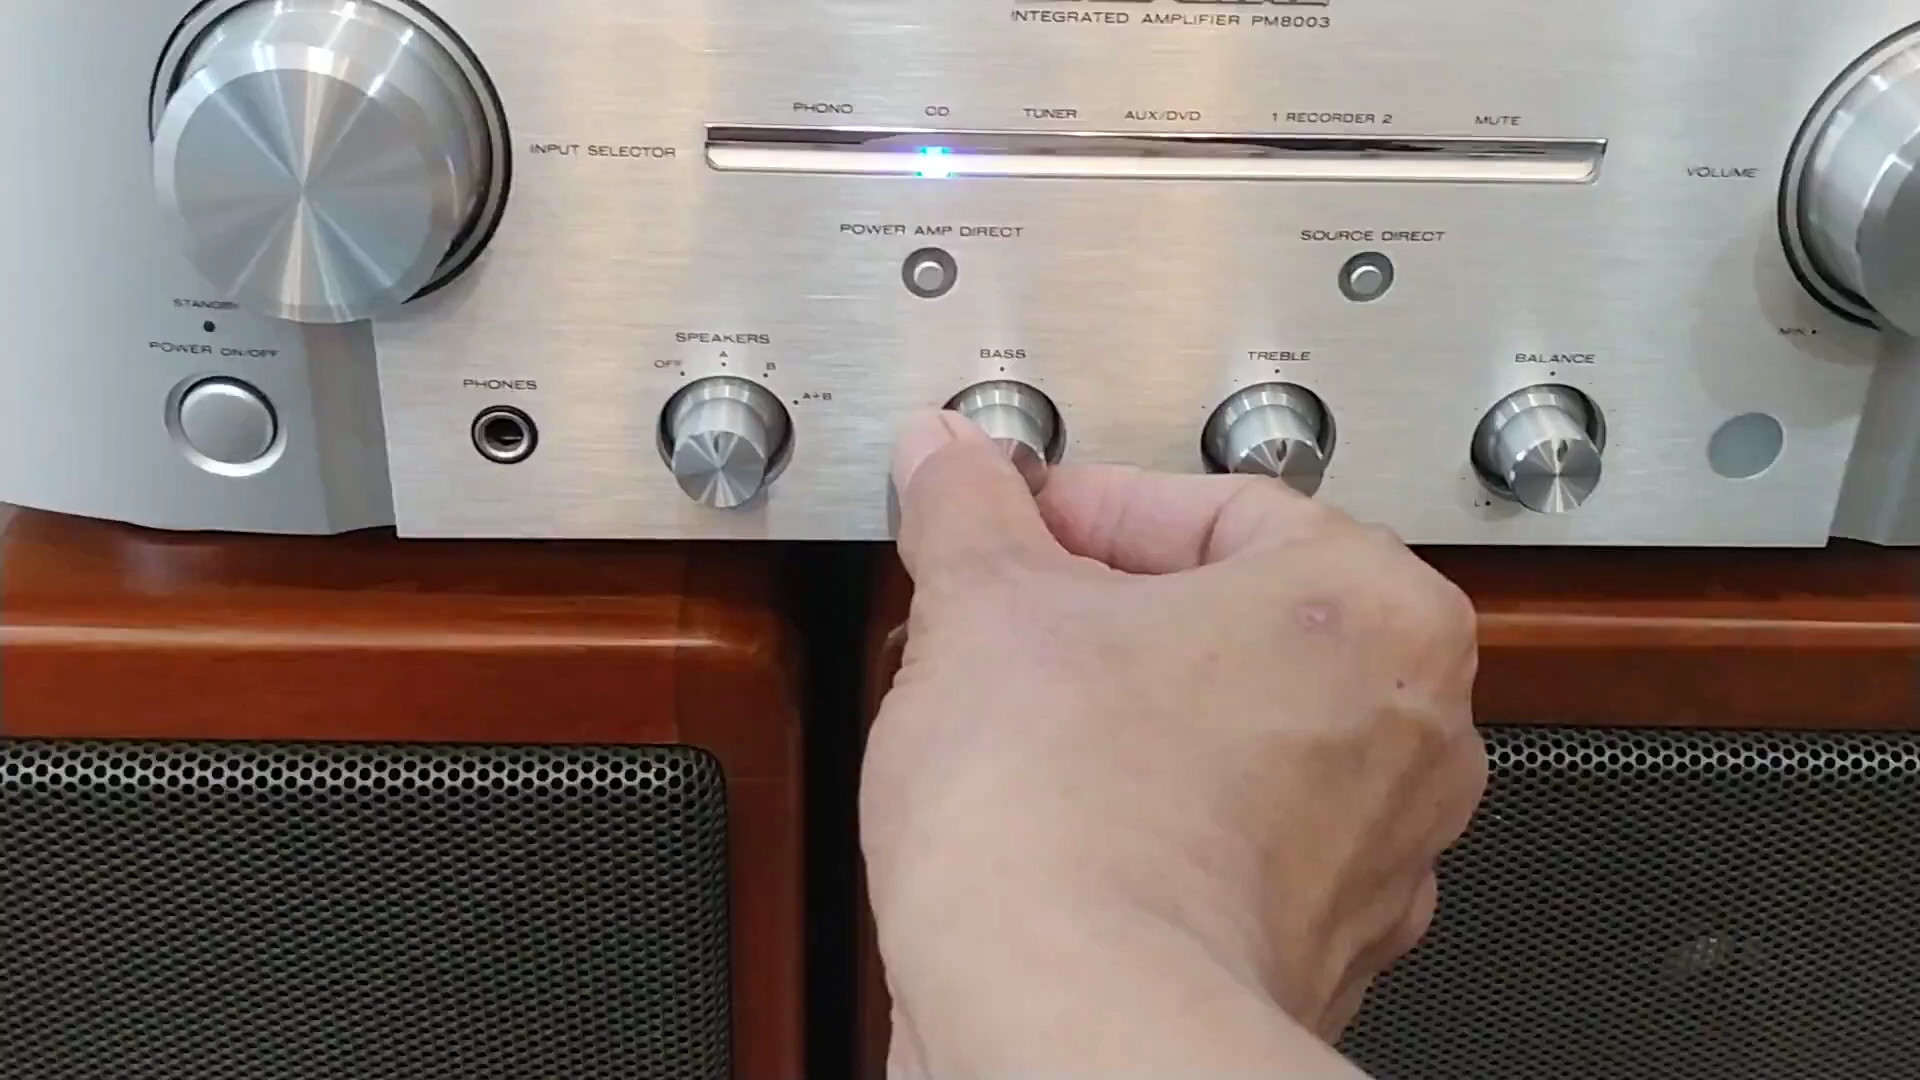 INTEGRATED AMPLIFIER PM8003
PHONO CD TUNER AUX/DVD 1 RECORDER 2 MUTE
INPUT SELECTOR
VOLUME
POWER AMP DIRECT
SOURCE DIRECT
STANDBY
POWER ON/OFF
MIN
PHONES
SPEAKERS
OFF A B A+B
BASS
TREBLE
BALANCE
L